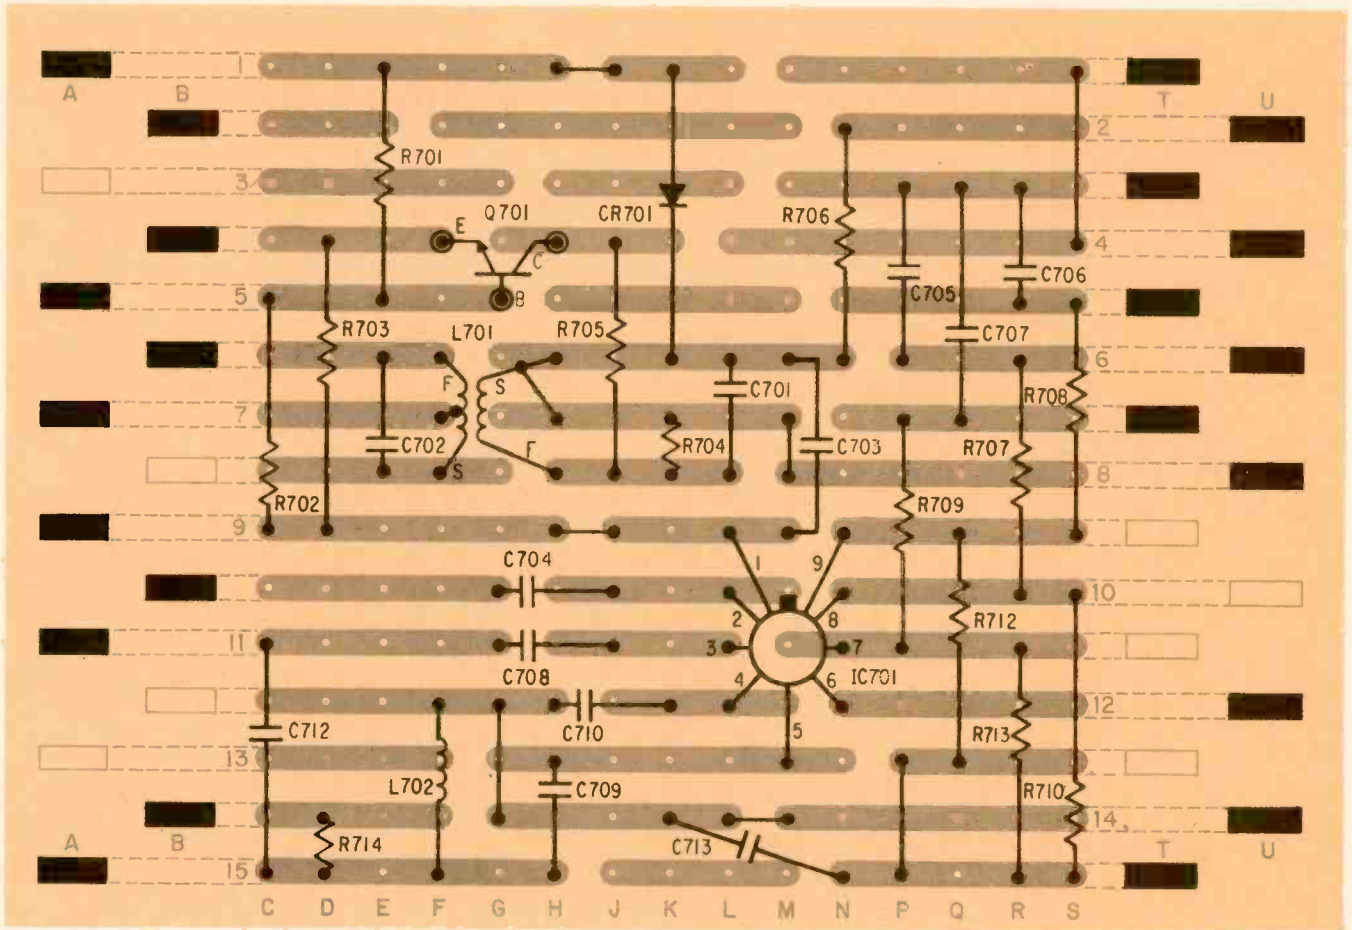 1
A B T U
2
R701
3
Q701 CR701 R706
E
4
C
C705 C706
5 B
R703 L701 R705 C707
6
F S C701 R708
7
C702 R704 C703 R707
F
S 8
R702 R709
9
C704 1 9
10
2 8 R712
11 3 7
C708 4 6 IC701
12
C712 C710 5 R713
13
L702 C709 R710
14
A B R714 C713 T U
15
C D E F G H J K L M N P Q R S